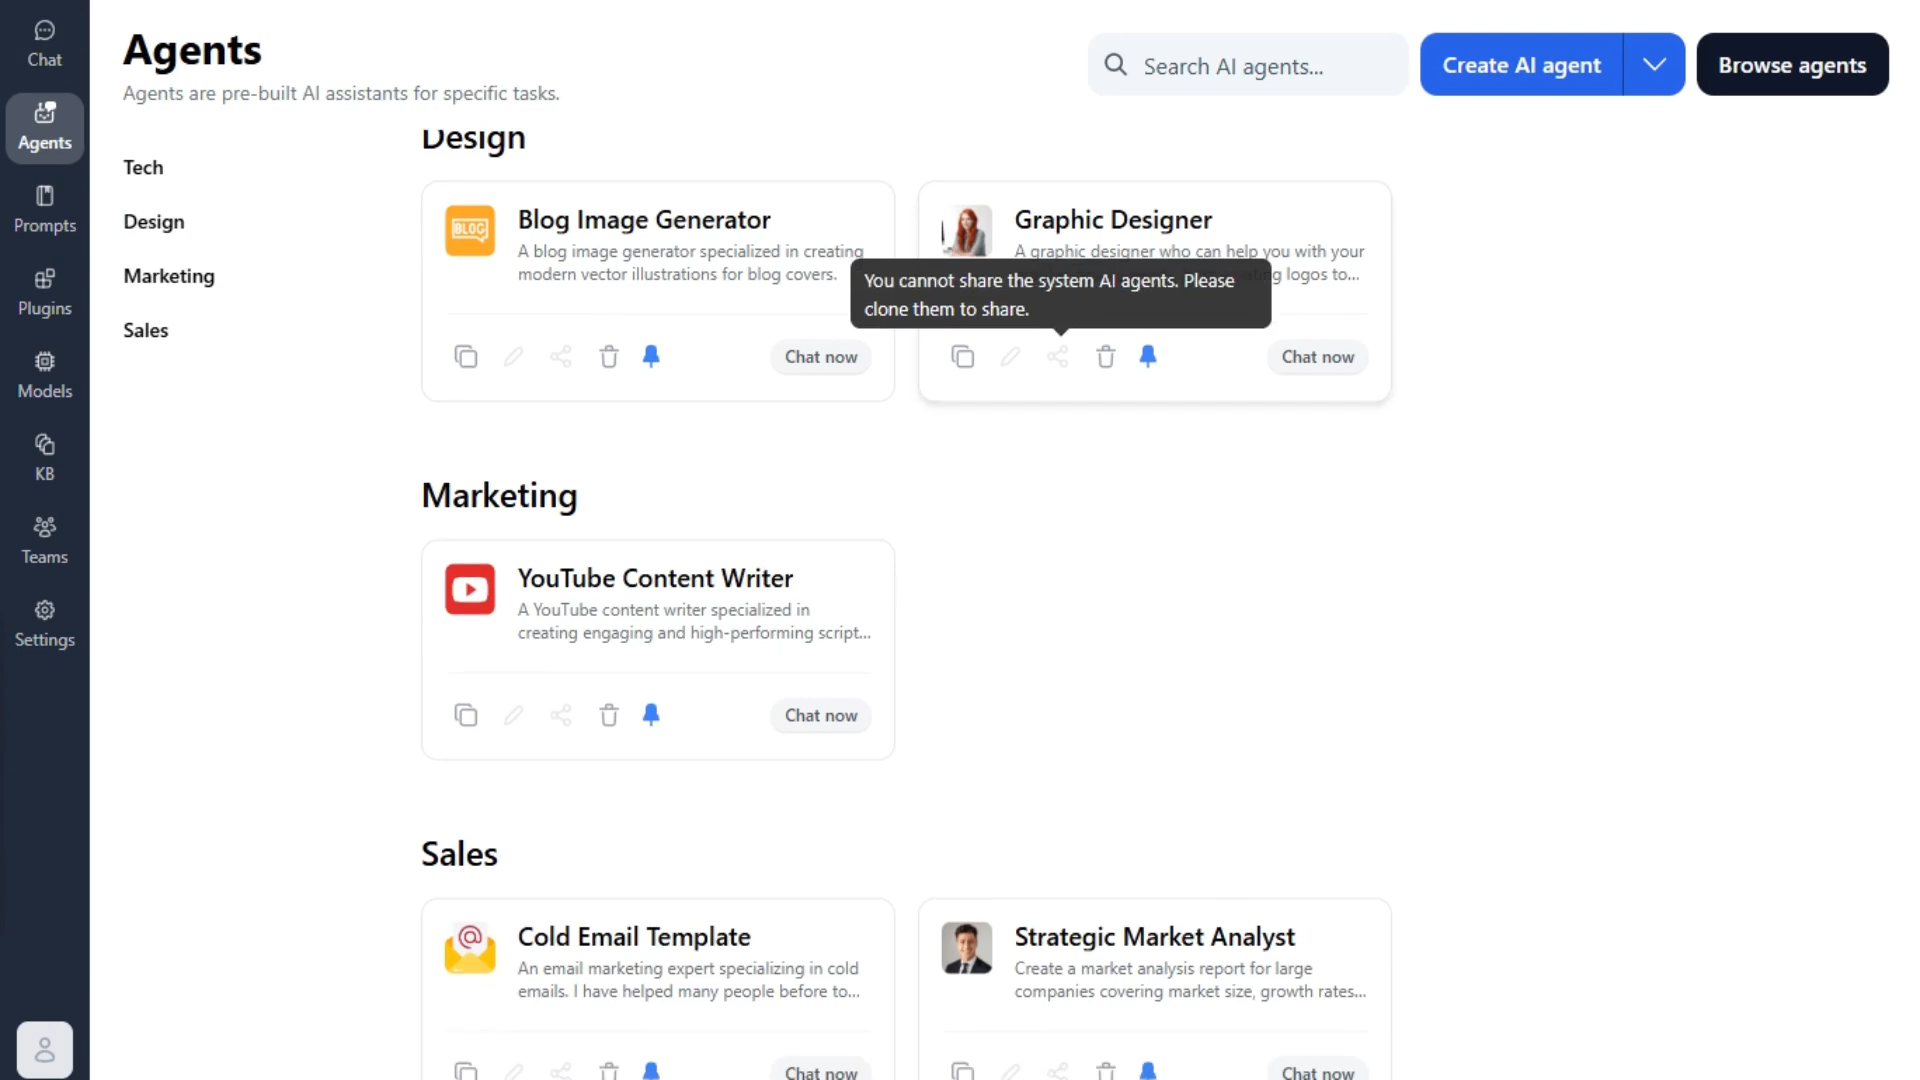 Chat
Agents
Prompts
Plugins
Models
KB
Teams
Settings
Agents
Agents are pre-built AI assistants for specific tasks.
Search AI agents...
Create AI agent
Browse agents
Tech
Design
Marketing
Sales
Design
BLOG
Blog Image Generator
A blog image generator specialized in creating
modern vector illustrations for blog covers.
Chat now
Graphic Designer
A graphic designer who can help you with your
logos to...
You cannot share the system AI agents. Please
clone them to share.
Chat now
Marketing
YouTube Content Writer
A YouTube content writer specialized in
creating engaging and high-performing script...
Chat now
Sales
Cold Email Template
An email marketing expert specializing in cold
emails. I have helped many people before to...
Chat now
Strategic Market Analyst
Create a market analysis report for large
companies covering market size, growth rates...
Chat now